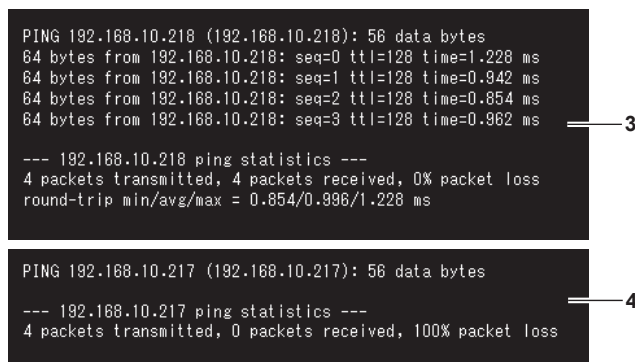 PING 192.168.10.218 (192.168.10.218): 56 data bytes
64 bytes from 192.168.10.218: seq=0 ttl=128 time=1.228 ms
64 bytes from 192.168.10.218: seq=1 ttl=128 time=0.942 ms
64 bytes from 192.168.10.218: seq=2 ttl=128 time=0.854 ms
64 bytes from 192.168.10.218: seq=3 ttl=128 time=0.962 ms
3
--- 192.168.10.218 ping statistics ---
4 packets transmitted, 4 packets received, 0% packet loss
round-trip min/avg/max = 0.854/0.996/1.228 ms
PING 192.168.10.217 (192.168.10.217): 56 data bytes
4
--- 192.168.10.217 ping statistics ---
4 packets transmitted, 0 packets received, 100% packet loss